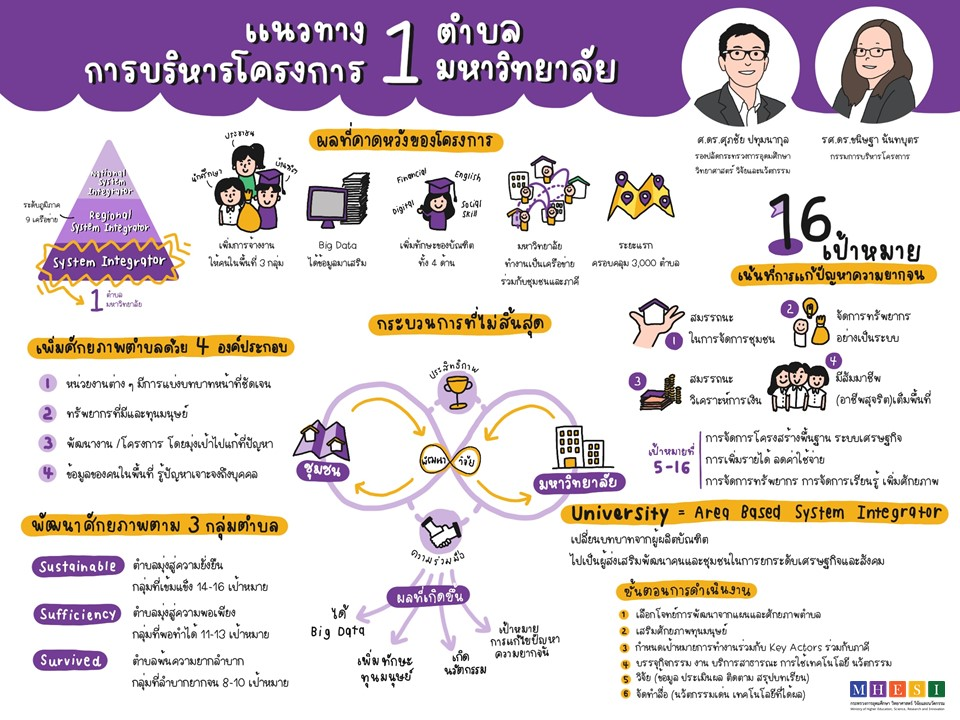 แนวทาง
การบริหารโครงการ
1
ตำบล
มหาวิทยาลัย
ศ.ดร.ศุภชัย ปทุมนากุล
รองปลัดกระทรวงการอุดมศึกษา
วิทยาศาสตร์ วิจัยและนวัตกรรม
รศ.ดร.ขนิษฐา นันทบุตร
กรรมการบริหารโครงการ
National
System
Integrator
ระดับภูมิภาค
9 เครือข่าย
Regional
System Integrator
System Integrator
1 ตำบล
มหาวิทยาลัย
ผลที่คาดหวังของโครงการ
ประชาชน
นักศึกษา
บัณฑิต
เพิ่มการจ้างงาน
ให้คนในพื้นที่ 3 กลุ่ม
Big Data
ได้ข้อมูลมาเสริม
Financial
English
Digital
Social
Skill
เพิ่มทักษะของบัณฑิต
ทั้ง 4 ด้าน
มหาวิทยาลัย
ทำงานเป็นเครือข่าย
ร่วมกับชุมชนและภาคี
ระยะแรก
ครอบคลุม 3,000 ตำบล
16
เป้าหมาย
เน้นที่การแก้ปัญหาความยากจน
1
สมรรถนะ
ในการจัดการชุมชน
2
จัดการทรัพยากร
อย่างเป็นระบบ
3
สมรรถนะ
วิเคราะห์การเงิน
4
มีสัมมาชีพ
(อาชีพสุจริต)เต็มพื้นที่
เป้าหมายที่
5-16
การจัดการโครงสร้างพื้นฐาน ระบบเศรษฐกิจ
การเพิ่มรายได้ ลดค่าใช้จ่าย
การจัดการทรัพยากร การจัดการเรียนรู้ เพิ่มศักยภาพ
เพิ่มศักยภาพตำบลด้วย 4 องค์ประกอบ
1 หน่วยงานต่าง ๆ มีการแบ่งบทบาทหน้าที่ชัดเจน
2 ทรัพยากรที่มีและทุนมนุษย์
3 พัฒนางาน /โครงการ โดยมุ่งเป้าไปแก้ที่ปัญหา
4 ข้อมูลของคนในพื้นที่ รู้ปัญหาเจาะจงถึงบุคคล
กระบวนการที่ไม่สิ้นสุด
ประสิทธิภาพ
ชุมชน
พัฒนา
วิจัย
มหาวิทยาลัย
ความร่วมมือ
ผลที่เกิดขึ้น
ได้
Big Data
เพิ่มทักษะ
ทุนมนุษย์
เกิด
นวัตกรรม
เป้าหมาย
การแก้ไขปัญหา
ความยากจน
พัฒนาศักยภาพตาม 3 กลุ่มตำบล
Sustainable
ตำบลมุ่งสู่ความยั่งยืน
กลุ่มที่เข้มแข็ง 14-16 เป้าหมาย
Sufficiency
ตำบลมุ่งสู่ความพอเพียง
กลุ่มที่พอทำได้ 11-13 เป้าหมาย
Survived
ตำบลพ้นความยากลำบาก
กลุ่มที่ลำบากยากจน 8-10 เป้าหมาย
University = Area Based System Integrator
เปลี่ยนบทบาทจากผู้ผลิตบัณฑิต
ไปเป็นผู้ส่งเสริมพัฒนาคนและชุมชนในการยกระดับเศรษฐกิจและสังคม
ขั้นตอนการดำเนินงาน
1 เลือกโจทย์การพัฒนาจากแผนและศักยภาพตำบล
2 เสริมศักยภาพทุนมนุษย์
3 กำหนดเป้าหมายการทำงานร่วมกับ Key Actors ร่วมกับภาคี
4 บรรจุกิจกรรม งาน บริการสาธารณะ การใช้เทคโนโลยี นวัตกรรม
5 วิจัย (ข้อมูล ประเมินผล ติดตาม สรุปบทเรียน)
6 จัดทำสื่อ (นวัตกรรมเด่น เทคโนโลยีที่ได้ผล)
MHESI
กระทรวงการอุดมศึกษา วิทยาศาสตร์ วิจัยและนวัตกรรม
Ministry of Higher Education, Science, Research and Innovation